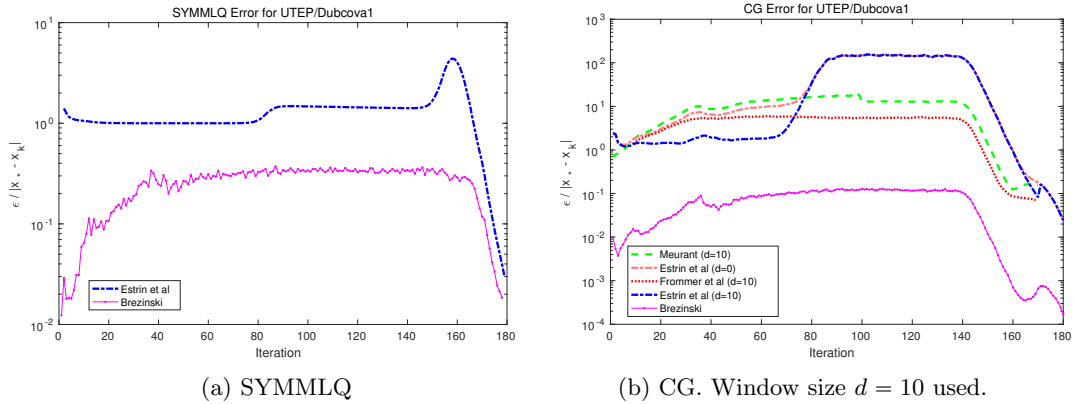 SYMMLQ Error for UTEP/Dubcova1
10^1
10^0
10^-1
10^-2
ϵ / |x_* - x_k|
Estrin et al
Brezinski
0 20 40 60 80 100 120 140 160 180
Iteration
(a) SYMMLQ
CG Error for UTEP/Dubcova1
10^3
10^2
10^1
10^0
10^-1
10^-2
10^-3
10^-4
ϵ / |x_* - x_k|
Meurant (d=10)
Estrin et al (d=0)
Frommer et al (d=10)
Estrin et al (d=10)
Brezinski
0 20 40 60 80 100 120 140 160 180
Iteration
(b) CG. Window size d = 10 used.